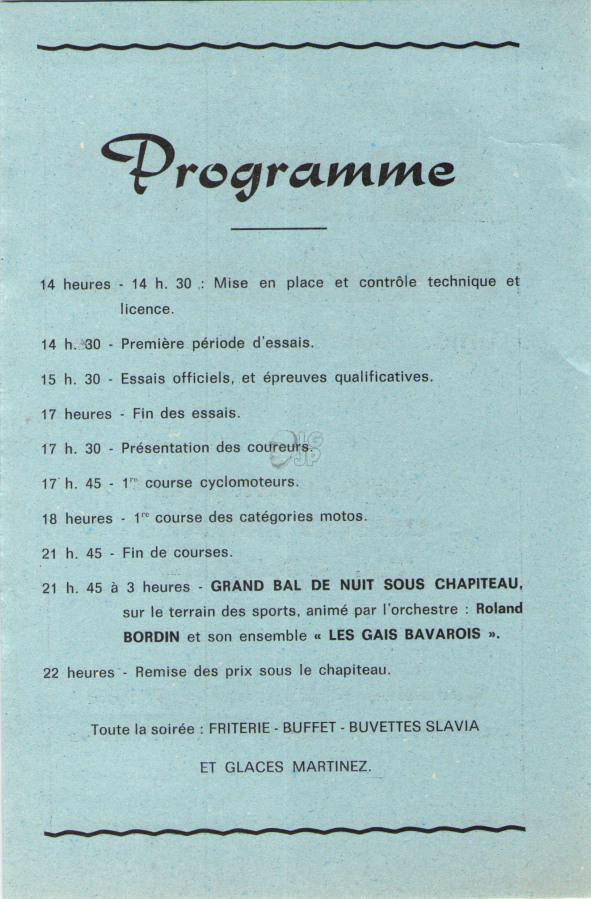 Programme
14 heures - 14 h. 30 : Mise en place et contrôle technique et
licence.
14 h. 30 - Première période d'essais.
15 h. 30 - Essais officiels, et épreuves qualificatives.
17 heures - Fin des essais.
17 h. 30 - Présentation des coureurs.
IG
JP
17 h. 45 - 1re course cyclomoteurs.
18 heures - 1re course des catégories motos.
21 h. 45 - Fin de courses.
21 h. 45 à 3 heures - GRAND BAL DE NUIT SOUS CHAPITEAU,
sur le terrain des sports, animé par l'orchestre : Roland
BORDIN et son ensemble « LES GAIS BAVAROIS ».
22 heures - Remise des prix sous le chapiteau.
Toute la soirée : FRITERIE - BUFFET - BUVETTES SLAVIA
ET GLACES MARTINEZ.